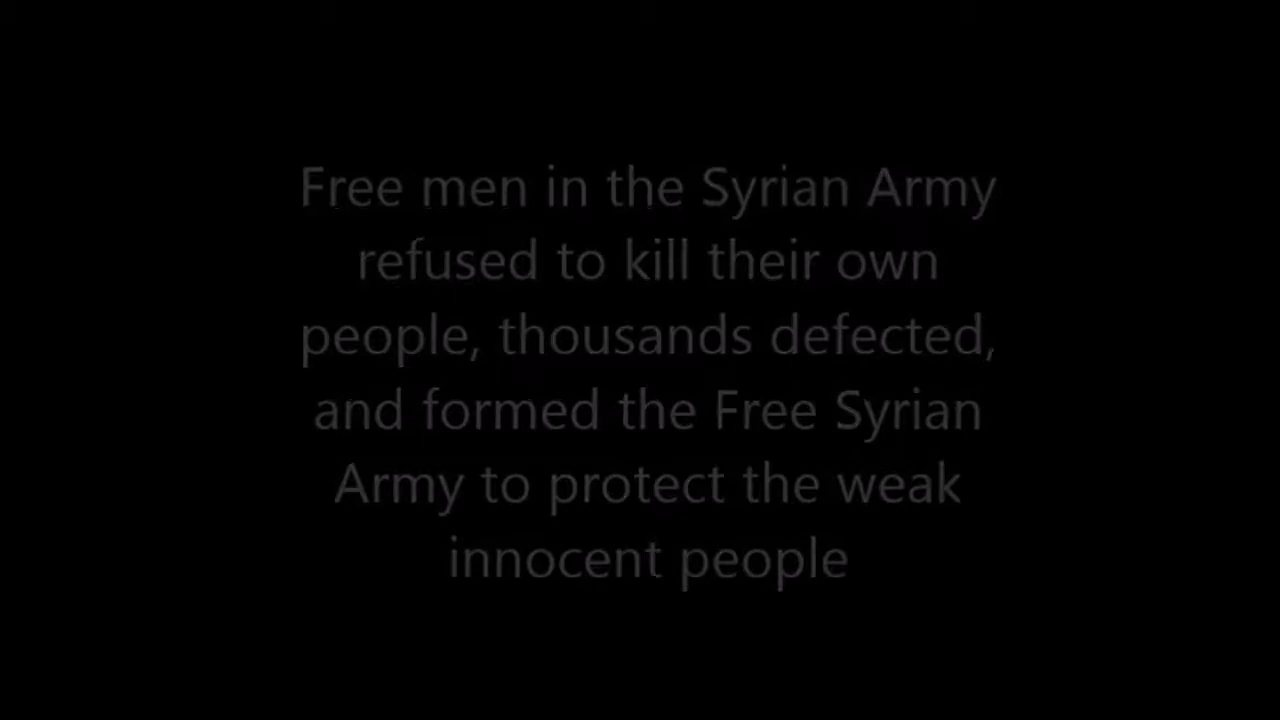 Free men in the Syrian Army
refused to kill their own
people, thousands defected,
and formed the Free Syrian
Army to protect the weak
innocent people